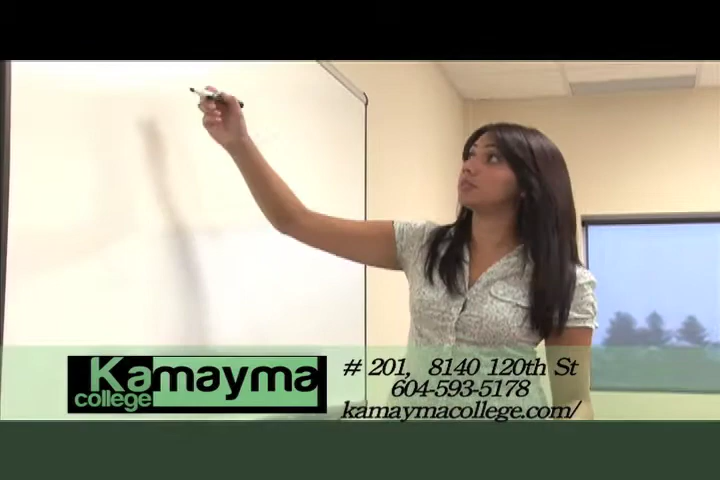 Kamayma
college
# 201, 8140 120th St
604-593-5178
kamaymacollege.com/